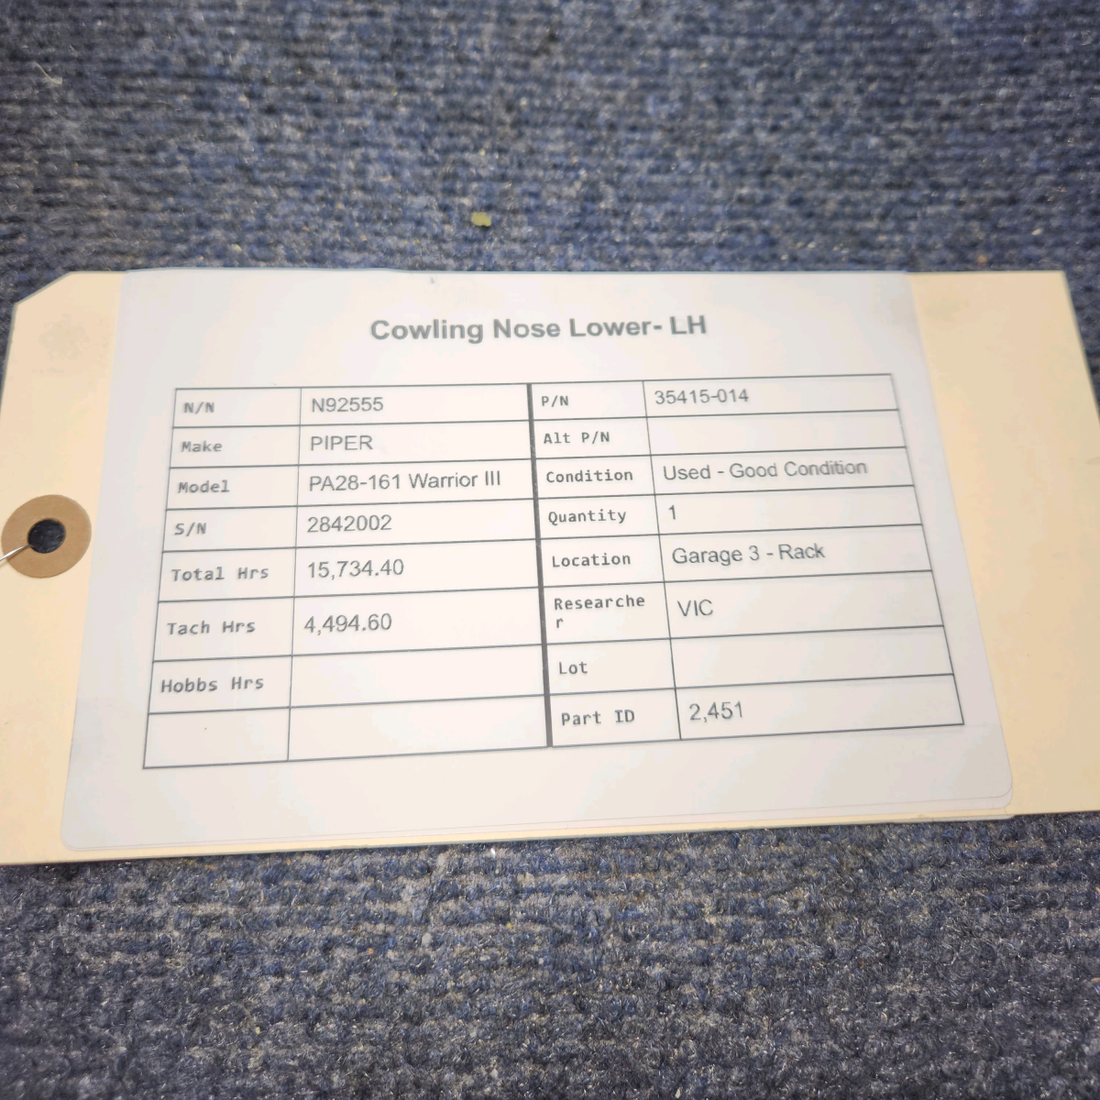 Cowling Nose Lower- LH
N/N N92555 P/N 35415-014
Make PIPER Alt P/N
Model PA28-161 Warrior III Condition Used - Good Condition
S/N 2842002 Quantity 1
Total Hrs 15,734.40 Location Garage 3 - Rack
Tach Hrs 4,494.60 Researche
r VIC
Hobbs Hrs Lot
Part ID 2,451